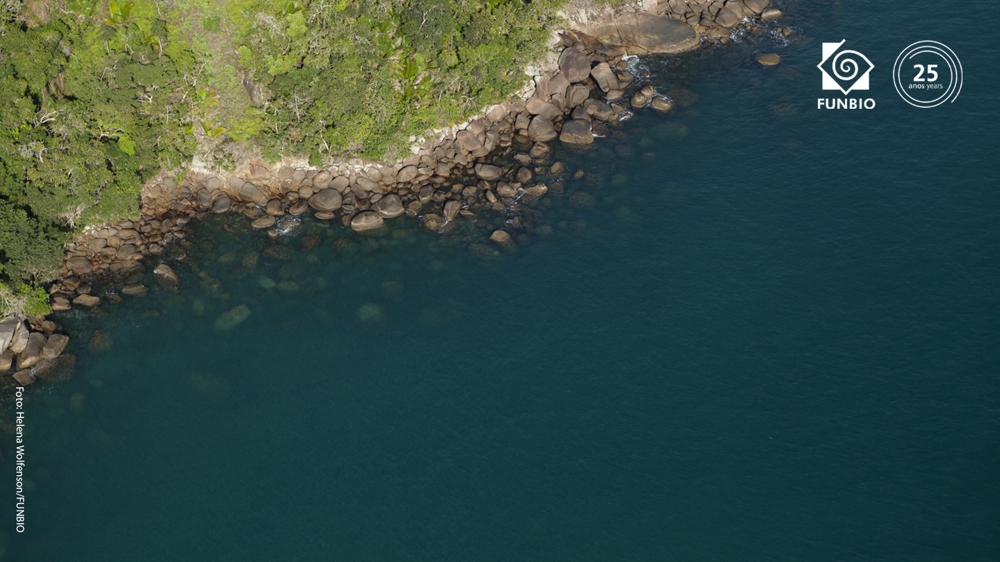 FUNBIO
25
anos years
Foto: Helena Wolfenson/FUNBIO